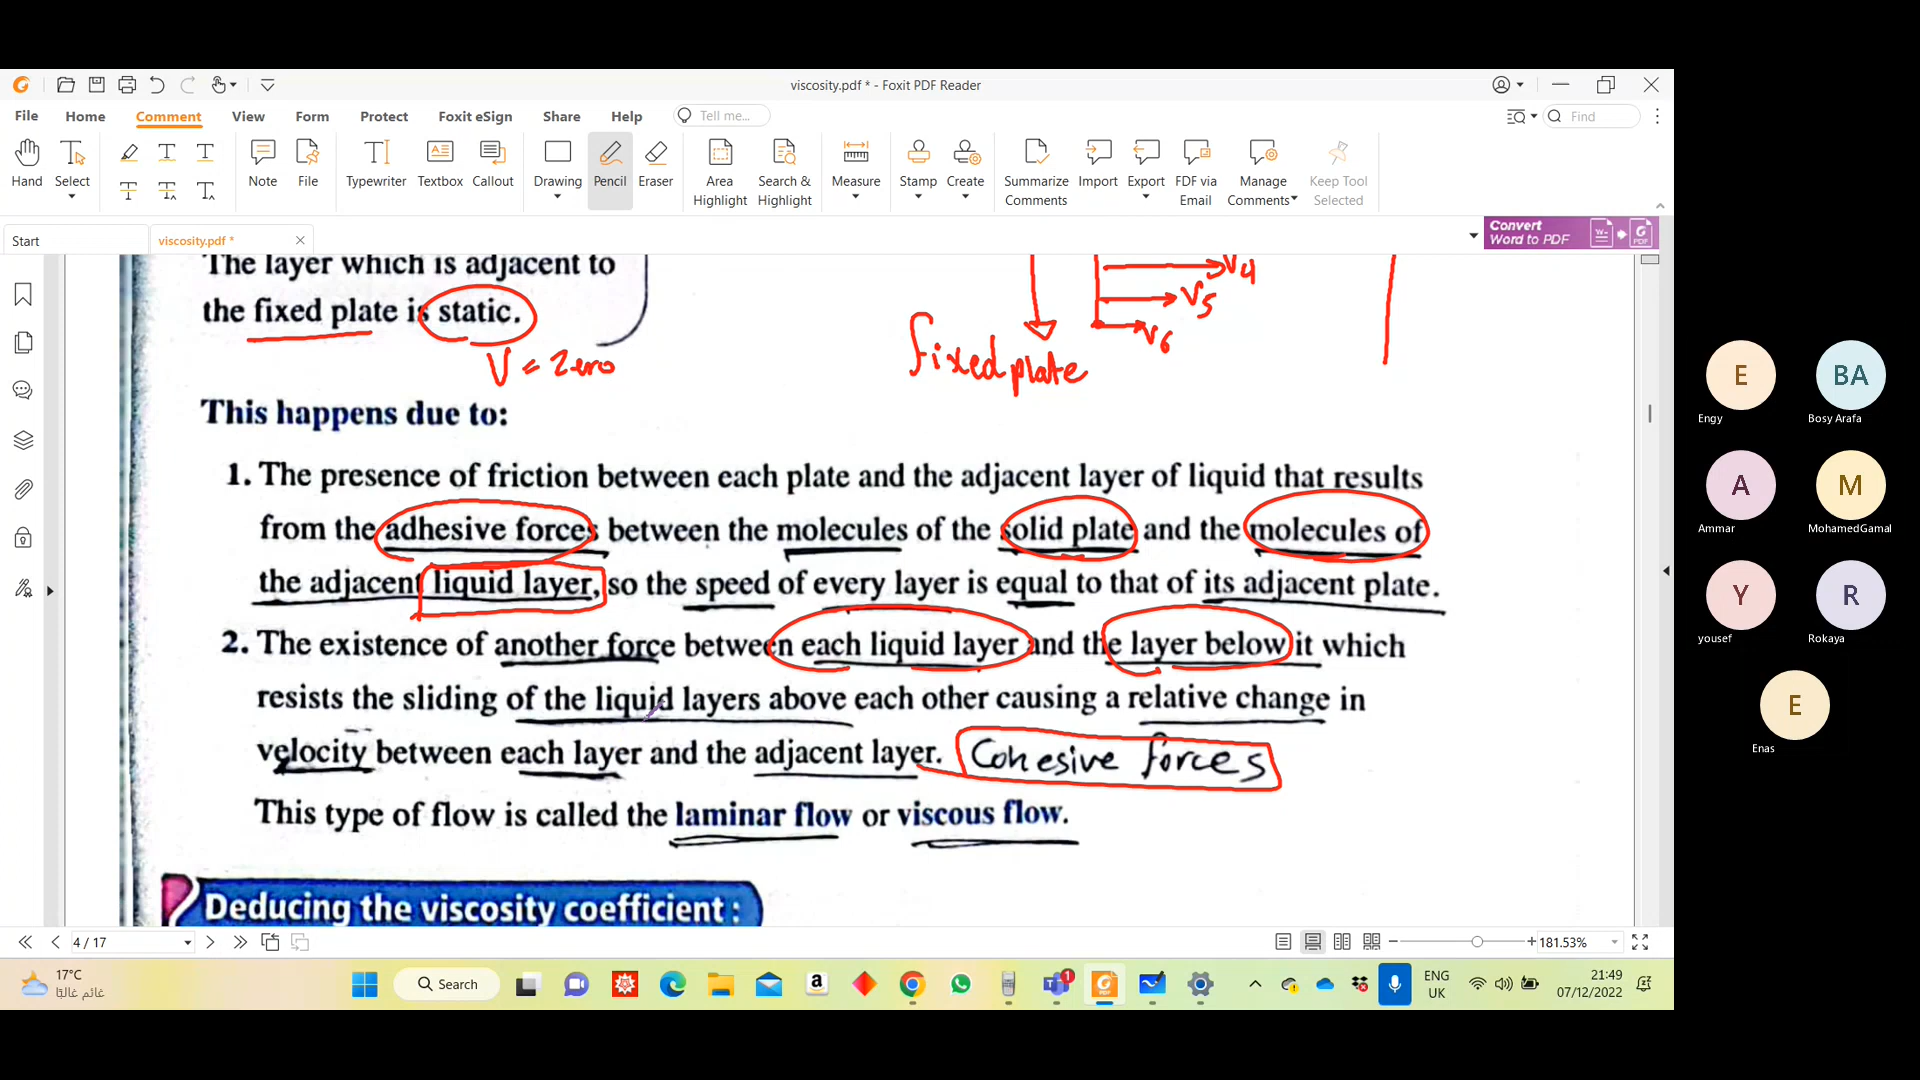 viscosity.pdf * - Foxit PDF Reader
File Home Comment View Form Protect Foxit eSign Share Help Tell me... Find
Hand Select Note File Typewriter Textbox Callout Drawing Pencil Eraser Area Highlight Search & Highlight Measure Stamp Create Summarize Comments Import Export FDF via Email Manage Comments Keep Tool Selected
Start viscosity.pdf *
Convert
Word to PDF
The layer which is adjacent to
the fixed plate is static.
V = Zero
V4
V5
V6
fixed plate
This happens due to:
1. The presence of friction between each plate and the adjacent layer of liquid that results
from the adhesive forces between the molecules of the solid plate and the molecules of
the adjacent liquid layer, so the speed of every layer is equal to that of its adjacent plate.
2. The existence of another force between each liquid layer and the layer below it which
resists the sliding of the liquid layers above each other causing a relative change in
velocity between each layer and the adjacent layer. Cohesive forces
This type of flow is called the laminar flow or viscous flow.
Deducing the viscosity coefficient :
4 / 17
181.53%
17°C
غائم غالبًا
Search
1
ENG
UK
21:49
07/12/2022
E
Engy
BA
Bosy Arafa
A
Ammar
M
MohamedGamal
Y
yousef
R
Rokaya
E
Enas